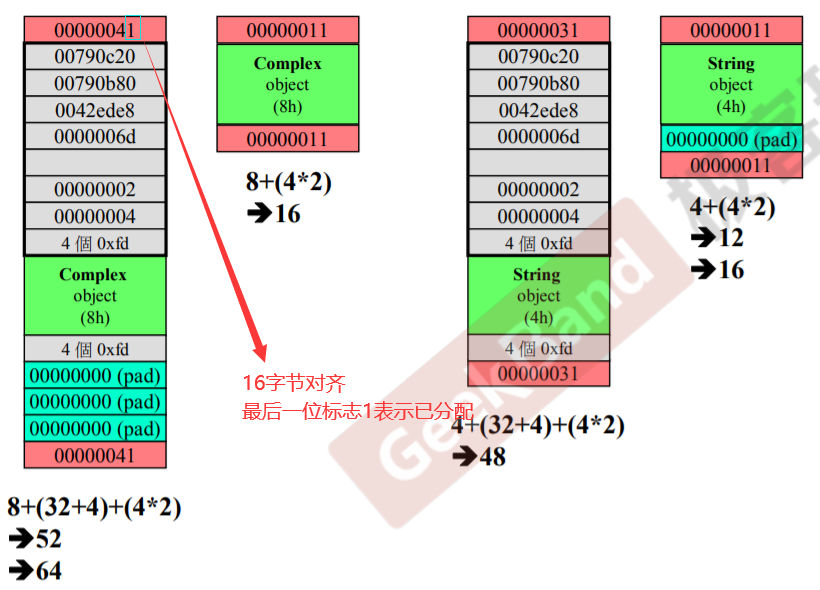 00000041
00790c20
00790b80
0042ede8
0000006d
00000002
00000004
4 個 0xfd
Complex
object
(8h)
4 個 0xfd
00000000 (pad)
00000000 (pad)
00000000 (pad)
00000041
8+(32+4)+(4*2)
➔52
➔64
00000011
Complex
object
(8h)
00000011
8+(4*2)
➔16
16字节对齐
最后一位标志1表示已分配
00000031
00790c20
00790b80
0042ede8
0000006d
00000002
00000004
4 個 0xfd
String
object
(4h)
4 個 0xfd
00000031
4+(32+4)+(4*2)
➔48
00000011
String
object
(4h)
00000000 (pad)
00000011
4+(4*2)
➔12
➔16
GeekBand
极客